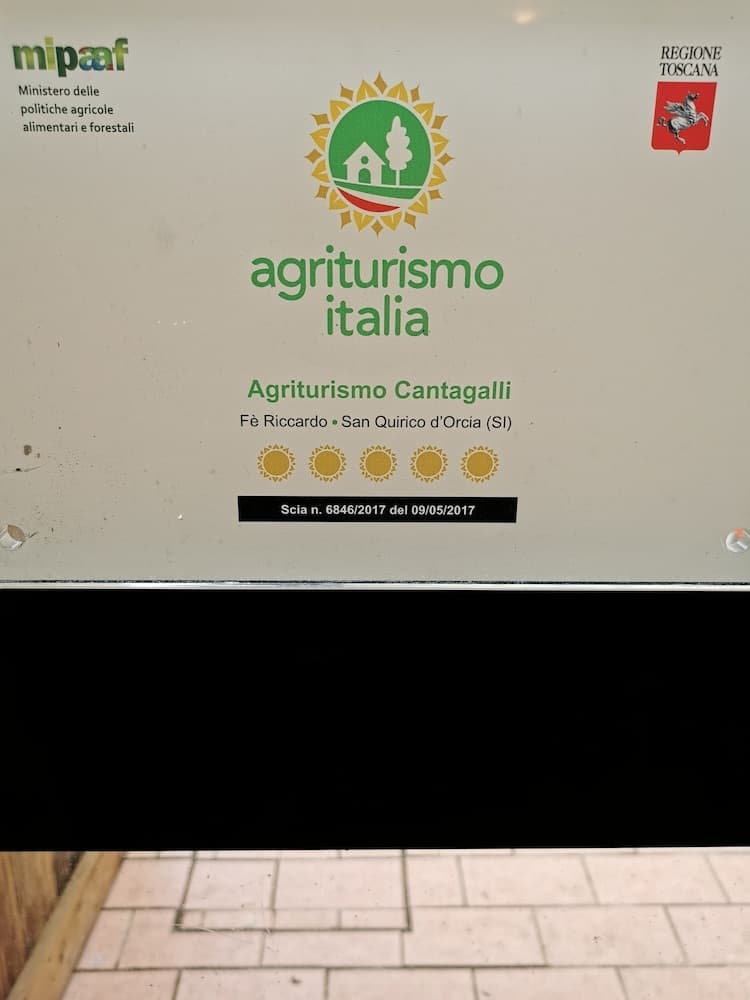 mipaaf
Ministero delle
politiche agricole
alimentari e forestali
REGIONE
TOSCANA
agriturismo
italia
Agriturismo Cantagalli
Fè Riccardo • San Quirico d'Orcia (SI)
Scia n. 6846/2017 del 09/05/2017